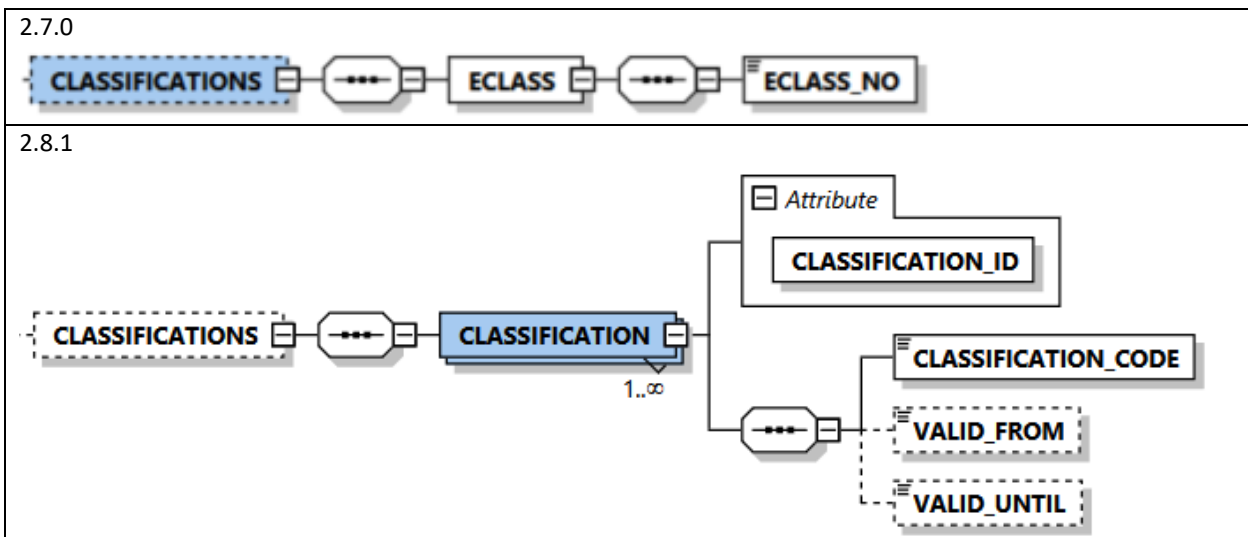 2.7.0
CLASSIFICATIONS ECLASS ECLASS_NO
2.8.1
Attribute
CLASSIFICATION_ID
CLASSIFICATIONS CLASSIFICATION
1..∞
CLASSIFICATION_CODE
VALID_FROM
VALID_UNTIL